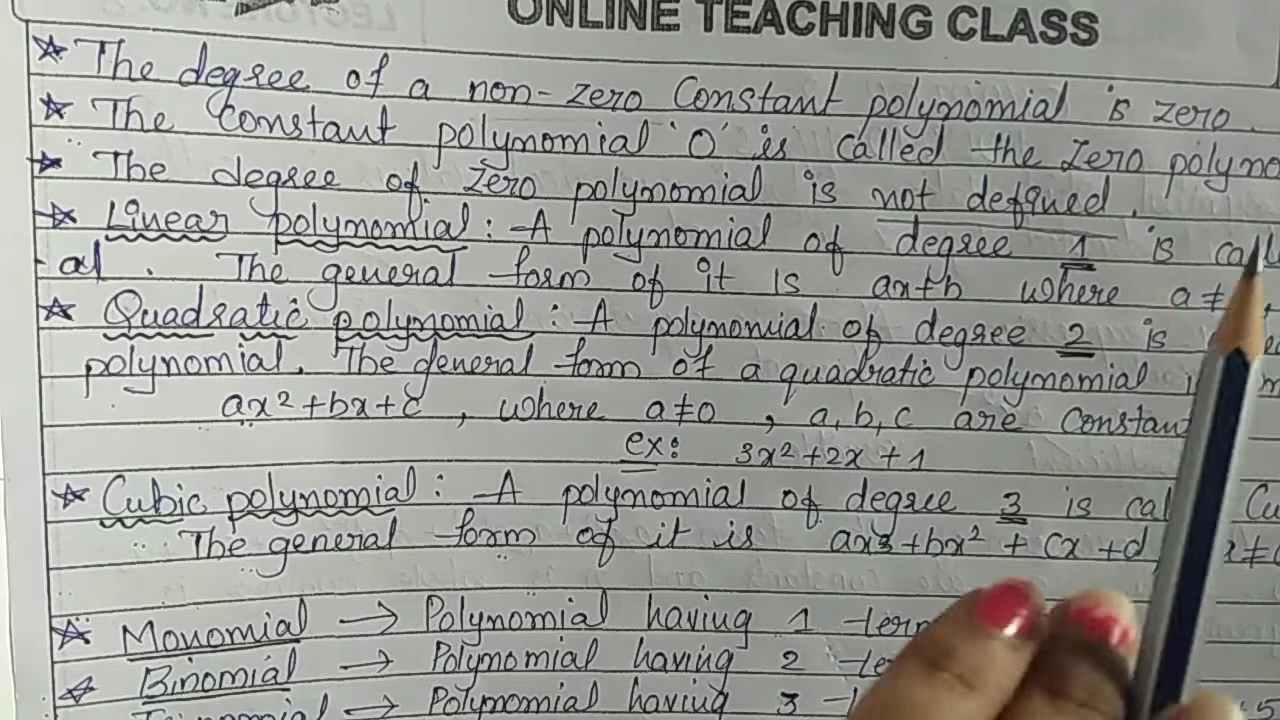 ONLINE TEACHING CLASS
☆ The degree of a non-zero Constant polynomial is zero.
☆ The Constant polynomial '0' is called the Zero polyno
☆ The degree of Zero polynomial is not defined.
☆ Linear polynomial : A polynomial of degree 1 is call
al. The general form of it is ax+b where a≠
☆ Quadratic polynomial : A polynomial of degree 2 is
polynomial. The general form of a quadratic polynomial
ax²+bx+c , where a≠0 , a, b, c are Constant
ex: 3x²+2x+1
☆ Cubic polynomial : A polynomial of degree 3 is cal Cu
The general form of it is ax3+bx²+cx+d,
☆ Monomial → Polynomial having 1 term
☆ Binomial → Polynomial having 2
Trinomial → Polynomial having 3